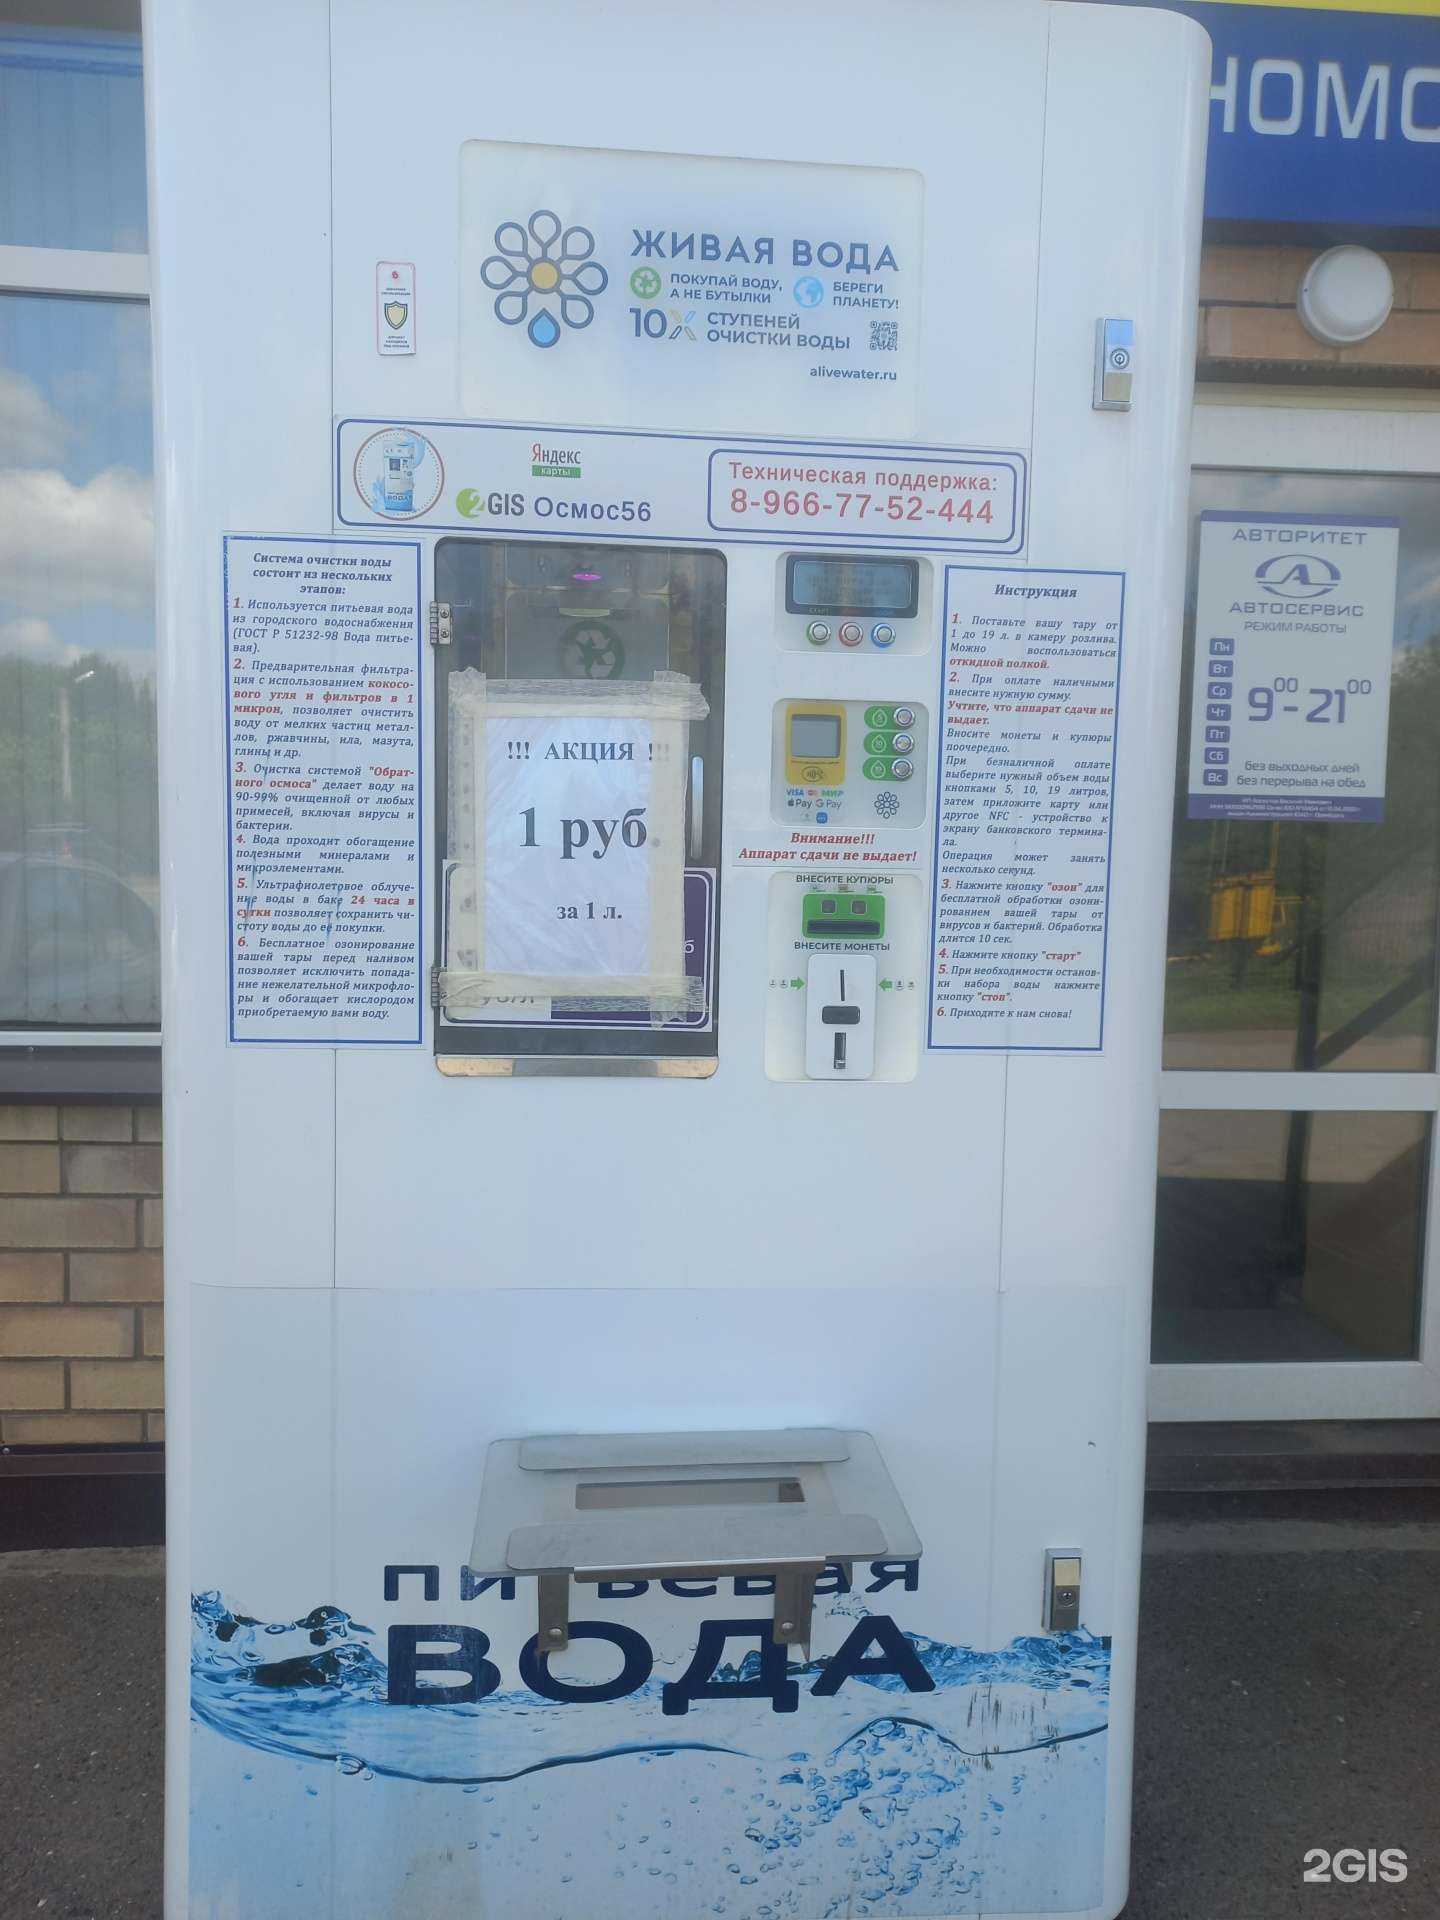 ЖИВАЯ ВОДА
ПОКУПАЙ ВОДУ,
А НЕ БУТЫЛКИ
БЕРЕГИ
ПЛАНЕТУ!
10X СТУПЕНЕЙ
ОЧИСТКИ ВОДЫ
alivewater.ru
НОМО
Яндекс
карты
2GIS Осмос56
Техническая поддержка:
8-966-77-52-444
Система очистки воды
состоит из нескольких
этапов:
1. Используется питьевая вода
из городского водоснабжения
(ГОСТ Р 51232-98 Вода питье-
вая).
2. Предварительная фильтра-
ция с использованием кокосо-
вого угля и фильтров в 1
микрон, позволяет очистить
воду от мелких частиц метал-
лов, ржавчины, ила, мазута,
глины и др.
3. Очистка системой "Обрат-
ного осмоса" делает воду на
90-99% очищенной от любых
примесей, включая вирусы и
бактерии.
4. Вода проходит обогащение
полезными минералами и
микроэлементами.
5. Ультрафиолетовое облуче-
ние воды в баке 24 часа в
сутки позволяет сохранить чи-
стоту воды до её покупки.
6. Бесплатное озонирование
вашей тары перед наливом
позволяет исключить попада-
ние нежелательной микрофло-
ры и обогащает кислородом
приобретаемую вами воду.
!!! АКЦИЯ !!!
1 руб
за 1 л.
VISA МИР
Pay G Pay
Внимание!!!
Аппарат сдачи не выдает!
ВНЕСИТЕ КУПЮРЫ
ВНЕСИТЕ МОНЕТЫ
Инструкция
1. Поставьте вашу тару от
1 до 19 л. в камеру розлива.
Можно воспользоваться
откидной полкой.
2. При оплате наличными
внесите нужную сумму.
Учтите, что аппарат сдачи не
выдает.
Вносите монеты и купюры
поочередно.
При безналичной оплате
выберите нужный объем воды
кнопками 5, 10, 19 литров,
затем приложите карту или
другое NFC - устройство к
экрану банковского термина-
ла.
Операция может занять
несколько секунд.
3. Нажмите кнопку "озон" для
бесплатной обработки озони-
рованием вашей тары от
вирусов и бактерий. Обработка
длится 10 сек.
4. Нажмите кнопку "старт"
5. При необходимости останов-
ки набора воды нажмите
кнопку "стоп".
6. Приходите к нам снова!
АВТОРИТЕТ
АВТОСЕРВИС
РЕЖИМ РАБОТЫ
Пн
Вт
Ср
Чт
Пт
Сб
Вс
9 00 - 21 00
без выходных дней
без перерыва на обед
питьевая
ВОДА
2GIS